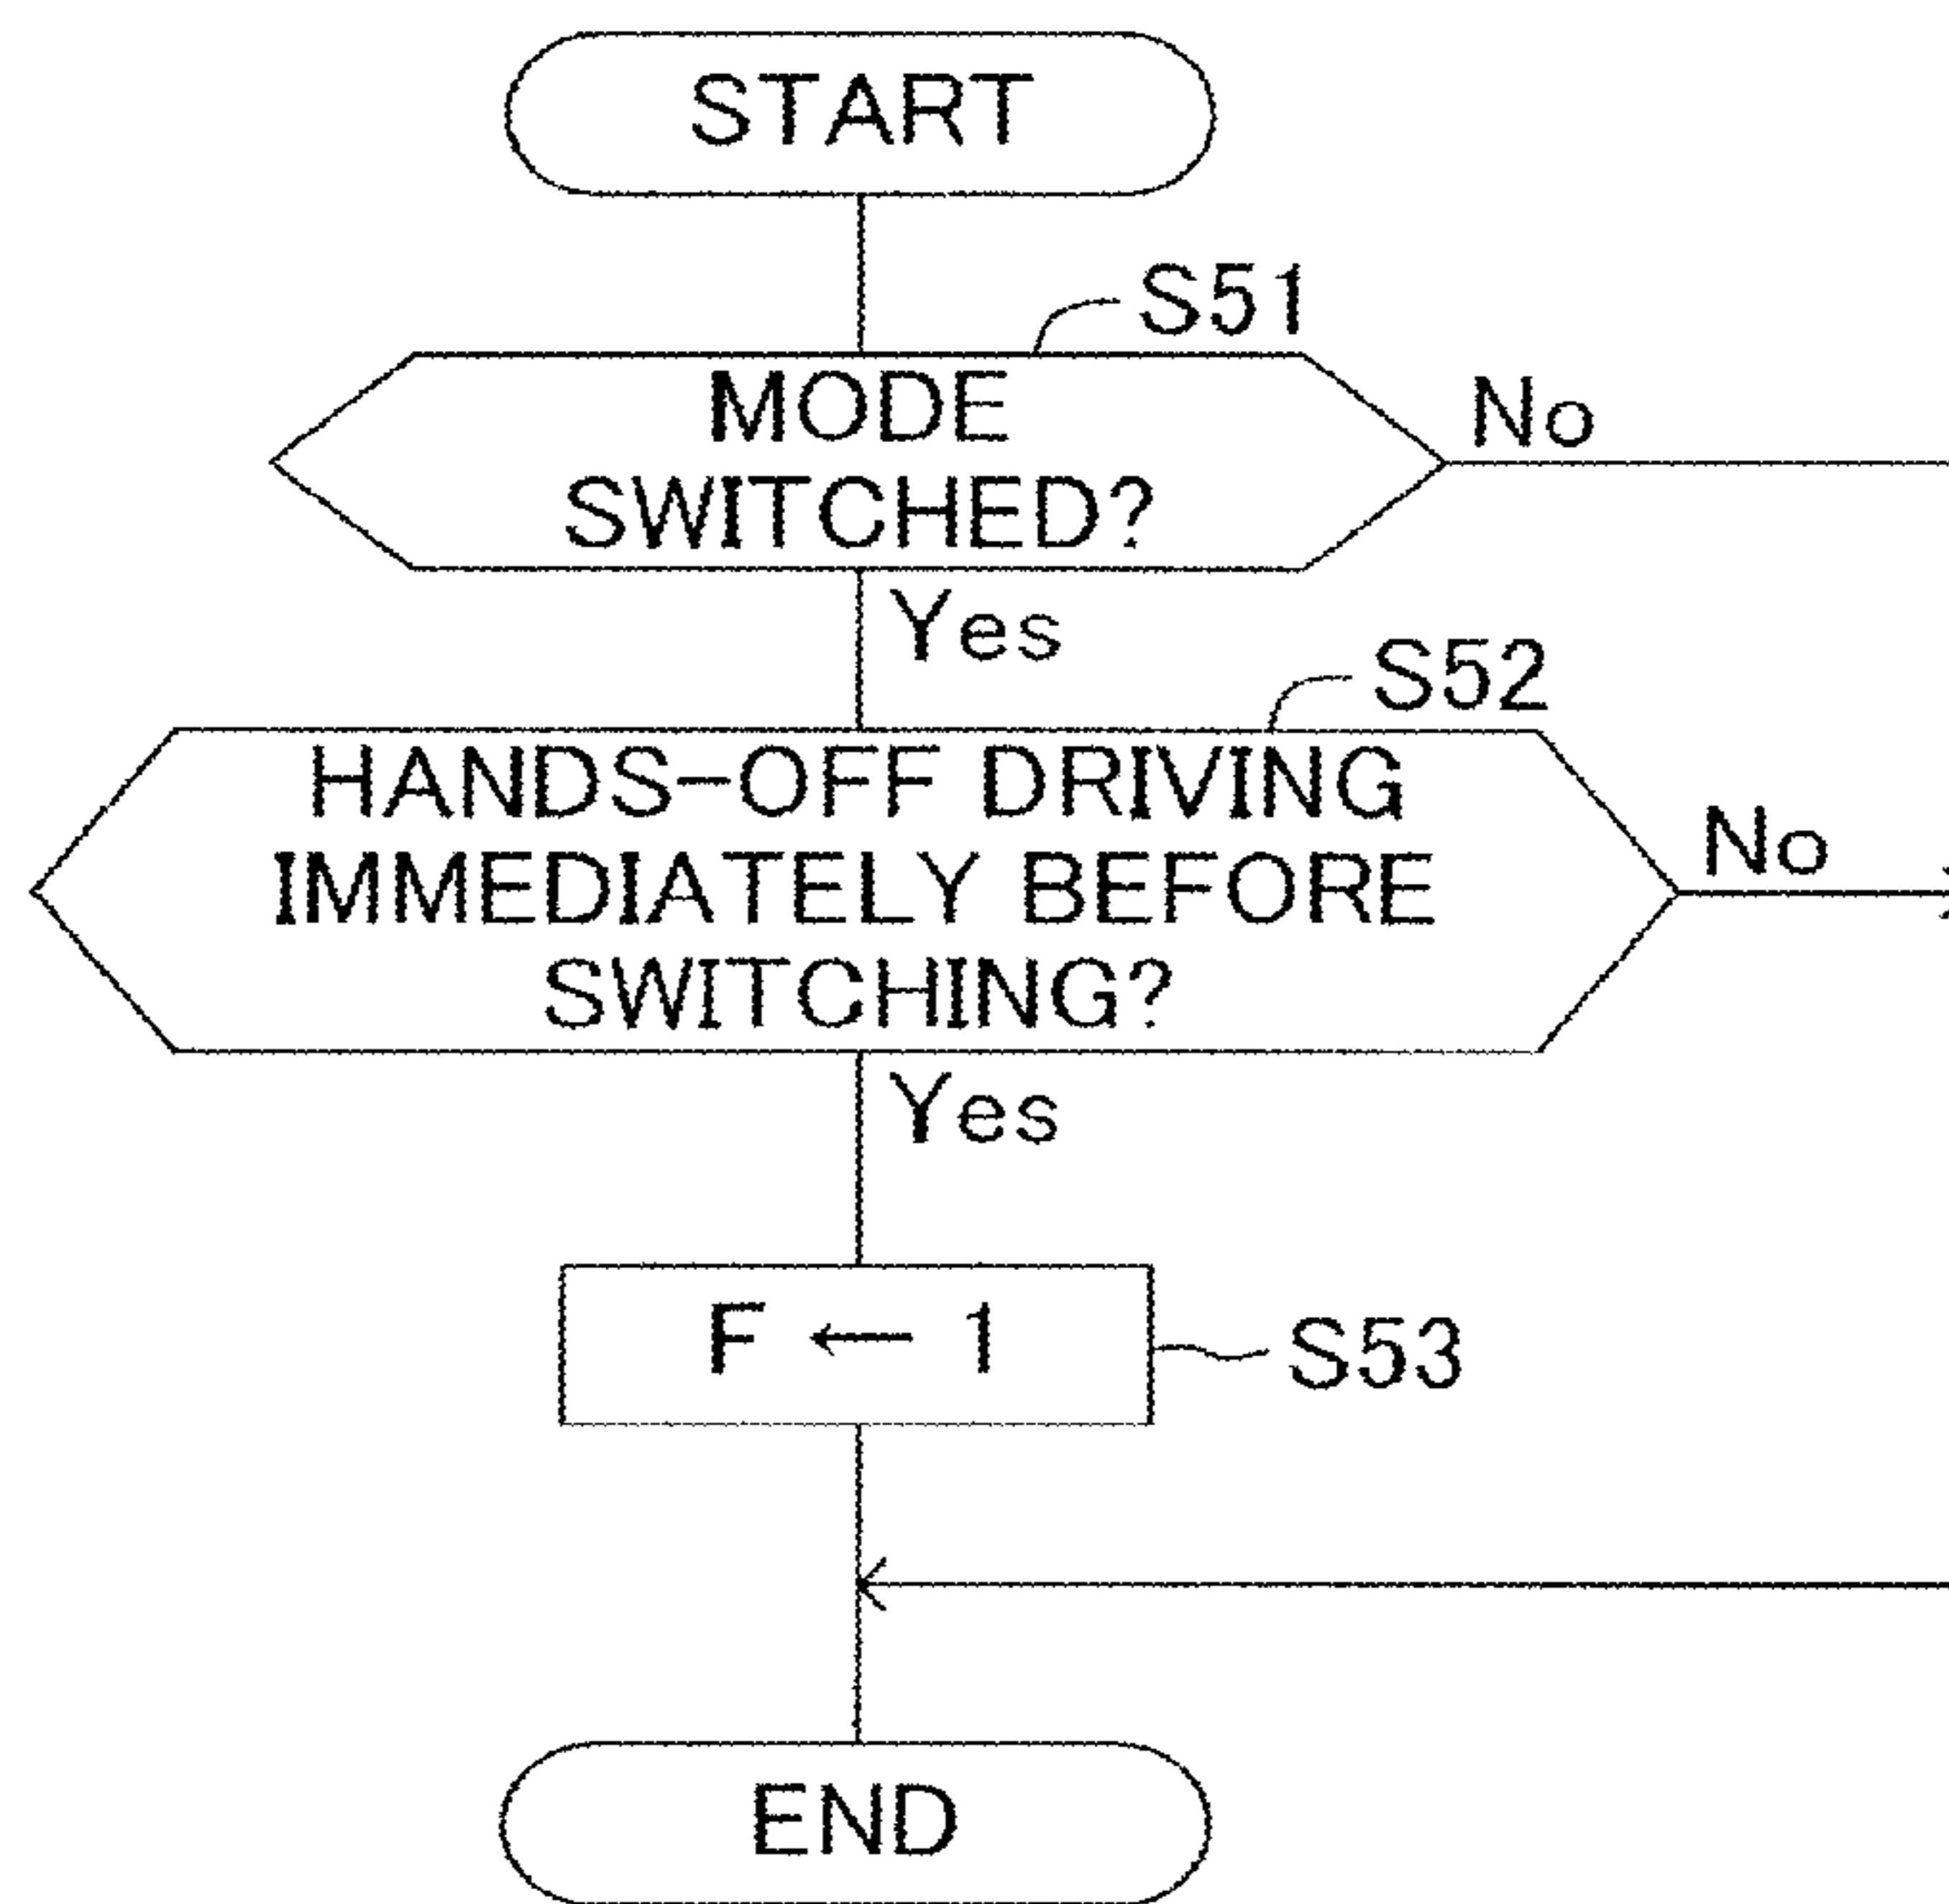 START
S51
MODE
SWITCHED?
No
Yes
S52
HANDS-OFF DRIVING
IMMEDIATELY BEFORE
SWITCHING?
No
Yes
F ← 1
S53
END